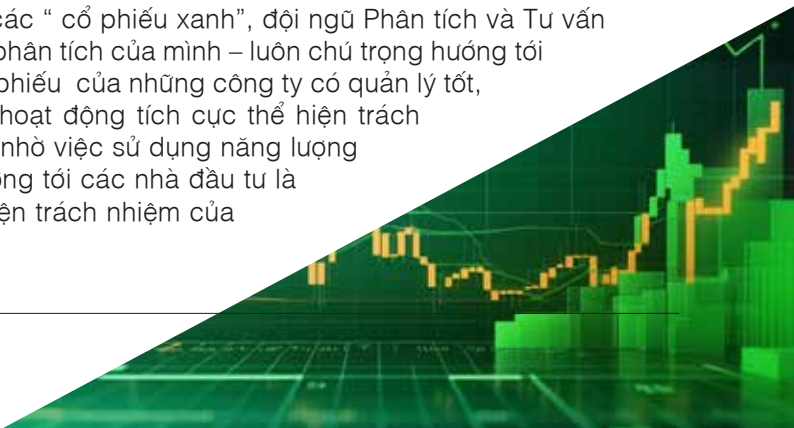 các “ cổ phiếu xanh”, đội ngũ Phân tích và Tư vấn
phân tích của mình – luôn chú trọng hướng tới
phiếu của những công ty có quản lý tốt,
hoạt động tích cực thể hiện trách
nhờ việc sử dụng năng lượng
tới các nhà đầu tư là
trách nhiệm của